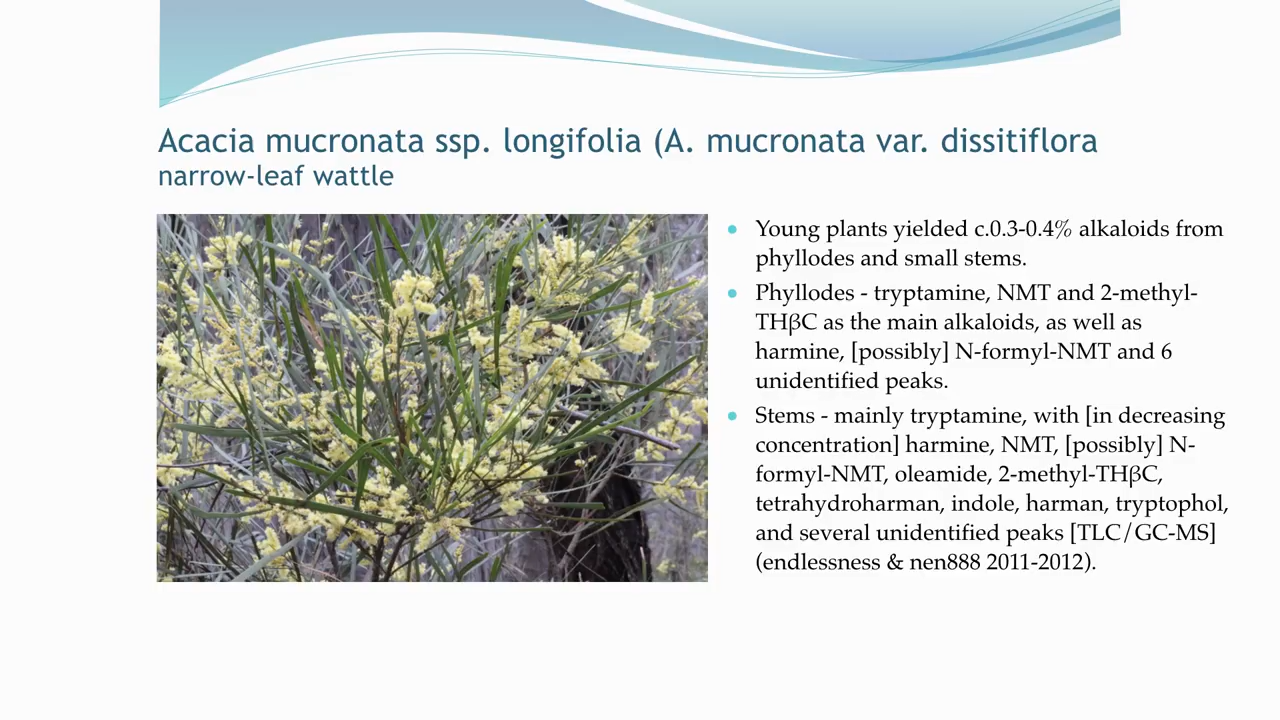 Acacia mucronata ssp. longifolia (A. mucronata var. dissitiflora
narrow-leaf wattle
• Young plants yielded c.0.3-0.4% alkaloids from
phyllodes and small stems.
• Phyllodes - tryptamine, NMT and 2-methyl-
THβC as the main alkaloids, as well as
harmine, [possibly] N-formyl-NMT and 6
unidentified peaks.
• Stems - mainly tryptamine, with [in decreasing
concentration] harmine, NMT, [possibly] N-
formyl-NMT, oleamide, 2-methyl-THβC,
tetrahydroharman, indole, harman, tryptophol,
and several unidentified peaks [TLC/GC-MS]
(endlessness & nen888 2011-2012).